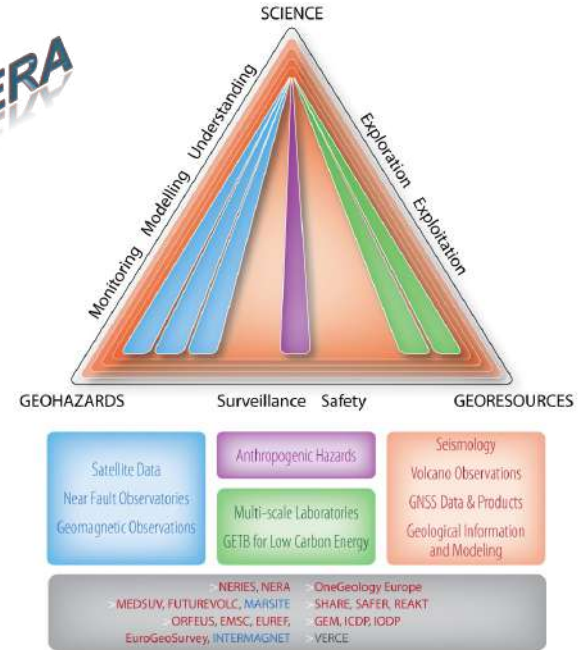 SCIENCE
ERA
Monitoring Modelling Understanding
Exploration Exploitation
GEOHAZARDS Surveillance Safety GEORESOURCES
Satellite Data
Near Fault Observatories
Geomagnetic Observations
Anthropogenic Hazards
Multi-scale Laboratories
GETB for Low Carbon Energy
Seismology
Volcano Observations
GNSS Data & Products
Geological Information
and Modeling
>NERIES, NERA >OneGeology Europe
>MEDSUV, FUTUREVOLC, MARSITE >SHARE, SAFER, REAKT
>ORFEUS, EMSC, EUREF, >GEM, ICDP, IODP
EuroGeoSurvey, INTERMAGNET >VERCE